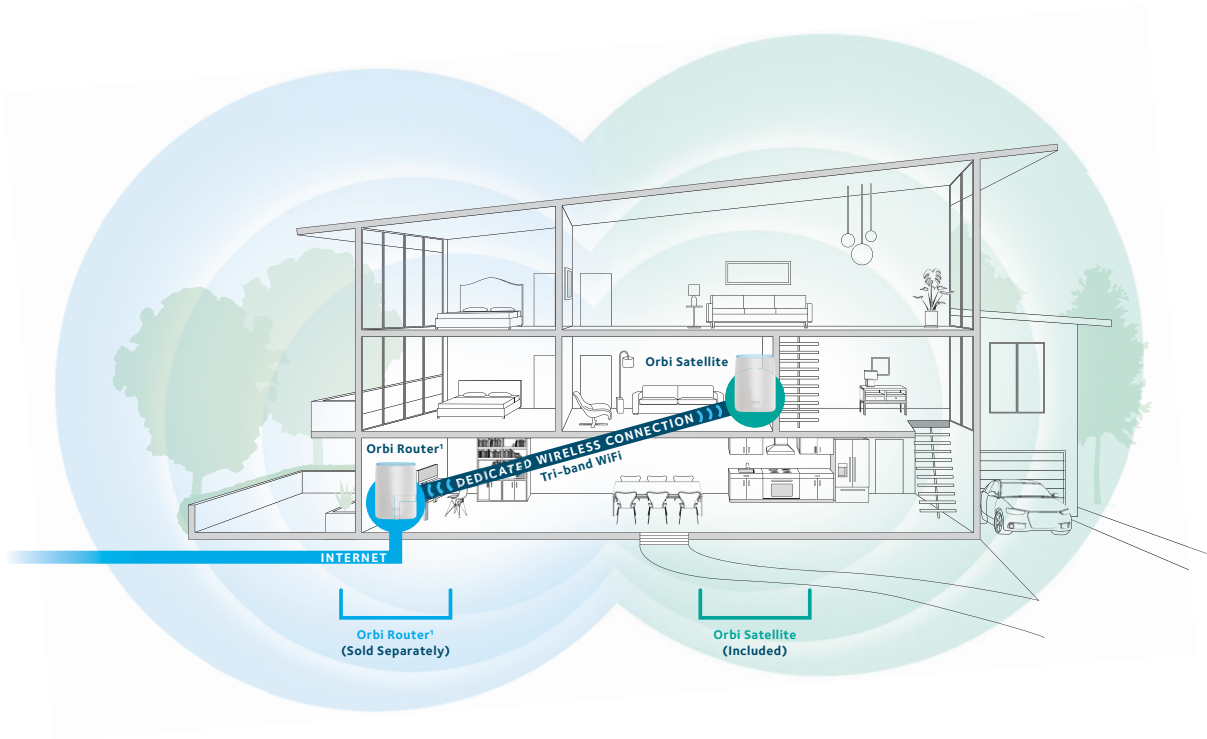 Orbi Satellite
Orbi Router¹
DEDICATED WIRELESS CONNECTION
Tri-band WiFi
INTERNET
Orbi Router¹
(Sold Separately)
Orbi Satellite
(Included)